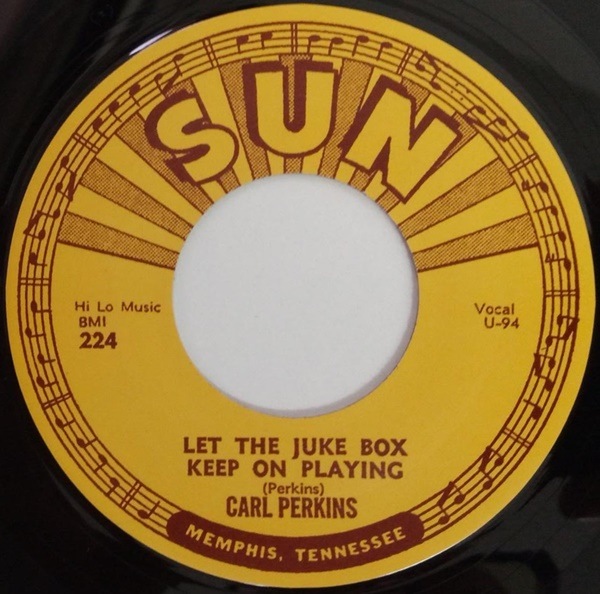 SUN
Hi Lo Music
BMI
224
Vocal
U-94
LET THE JUKE BOX
KEEP ON PLAYING
(Perkins)
CARL PERKINS
MEMPHIS, TENNESSEE